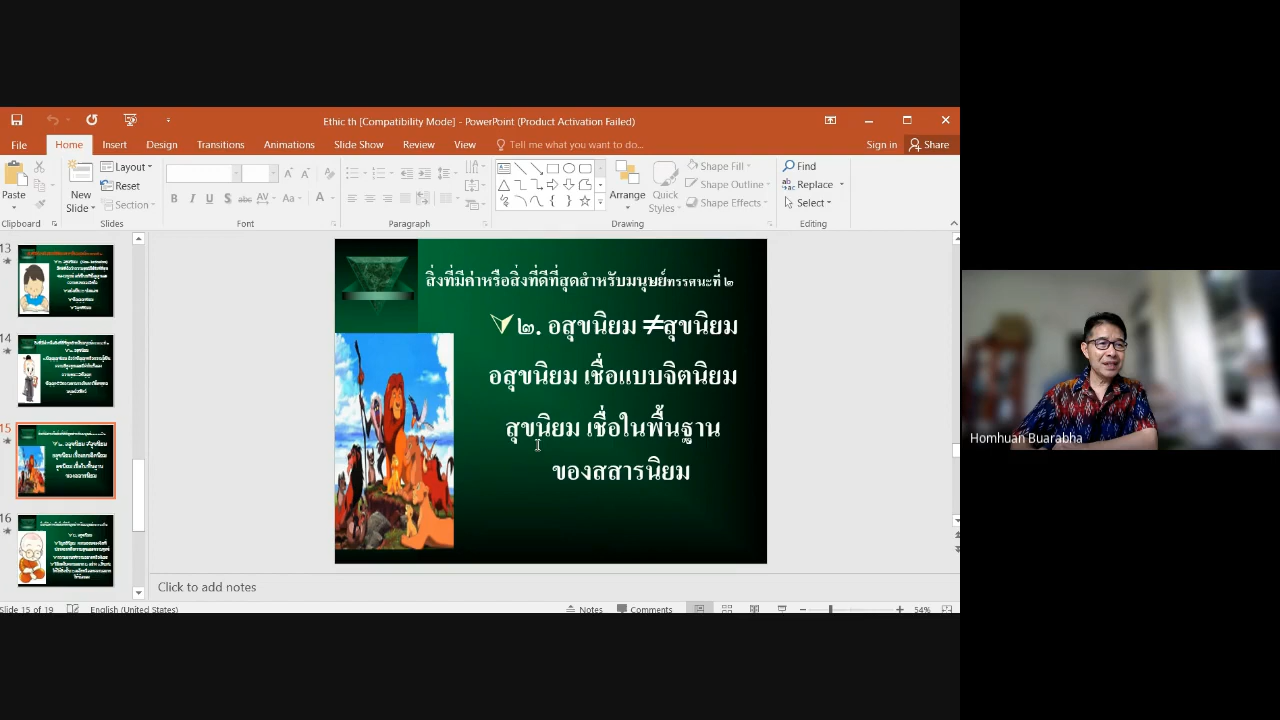 Ethic th [Compatibility Mode] - PowerPoint (Product Activation Failed)
File Home Insert Design Transitions Animations Slide Show Review View Tell me what you want to do... Sign in Share
Paste
New Slide
Layout
Reset
Section
Arrange
Quick Styles
Shape Fill
Shape Outline
Shape Effects
Find
Replace
Select
Clipboard Slides Font Paragraph Drawing Editing
13
14
15
16
สิ่งที่มีค่าหรือสิ่งที่ดีที่สุดสำหรับมนุษย์ทรรศนะที่ ๒
๒. อสุขนิยม ≠สุขนิยม
อสุขนิยม เชื่อแบบจิตนิยม
สุขนิยม เชื่อในพื้นฐาน
ของสสารนิยม
Homhuan Buarabha
Click to add notes
Slide 15 of 19 English (United States) Notes Comments 54%